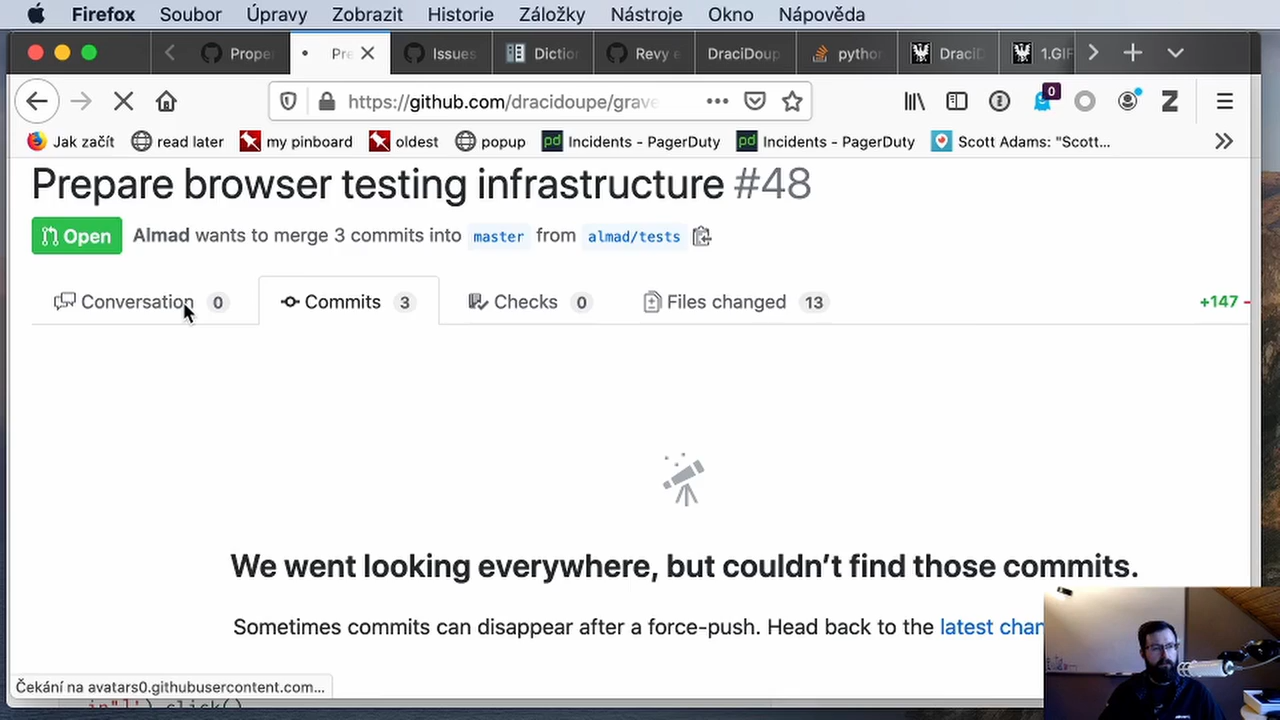 Firefox Soubor Úpravy Zobrazit Historie Záložky Nástroje Okno Nápověda
Prope Pre Issues Dictio Revy e DraciDoup python DraciD 1.GIF
https://github.com/dracidoupe/grave 0 Z
Jak začít read later my pinboard oldest popup Incidents - PagerDuty Incidents - PagerDuty Scott Adams: "Scott...
Prepare browser testing infrastructure #48
Open Almad wants to merge 3 commits into master from almad/tests
Conversation 0 Commits 3 Checks 0 Files changed 13 +147 -
We went looking everywhere, but couldn't find those commits.
Sometimes commits can disappear after a force-push. Head back to the latest chan
Čekání na avatars0.githubusercontent.com...